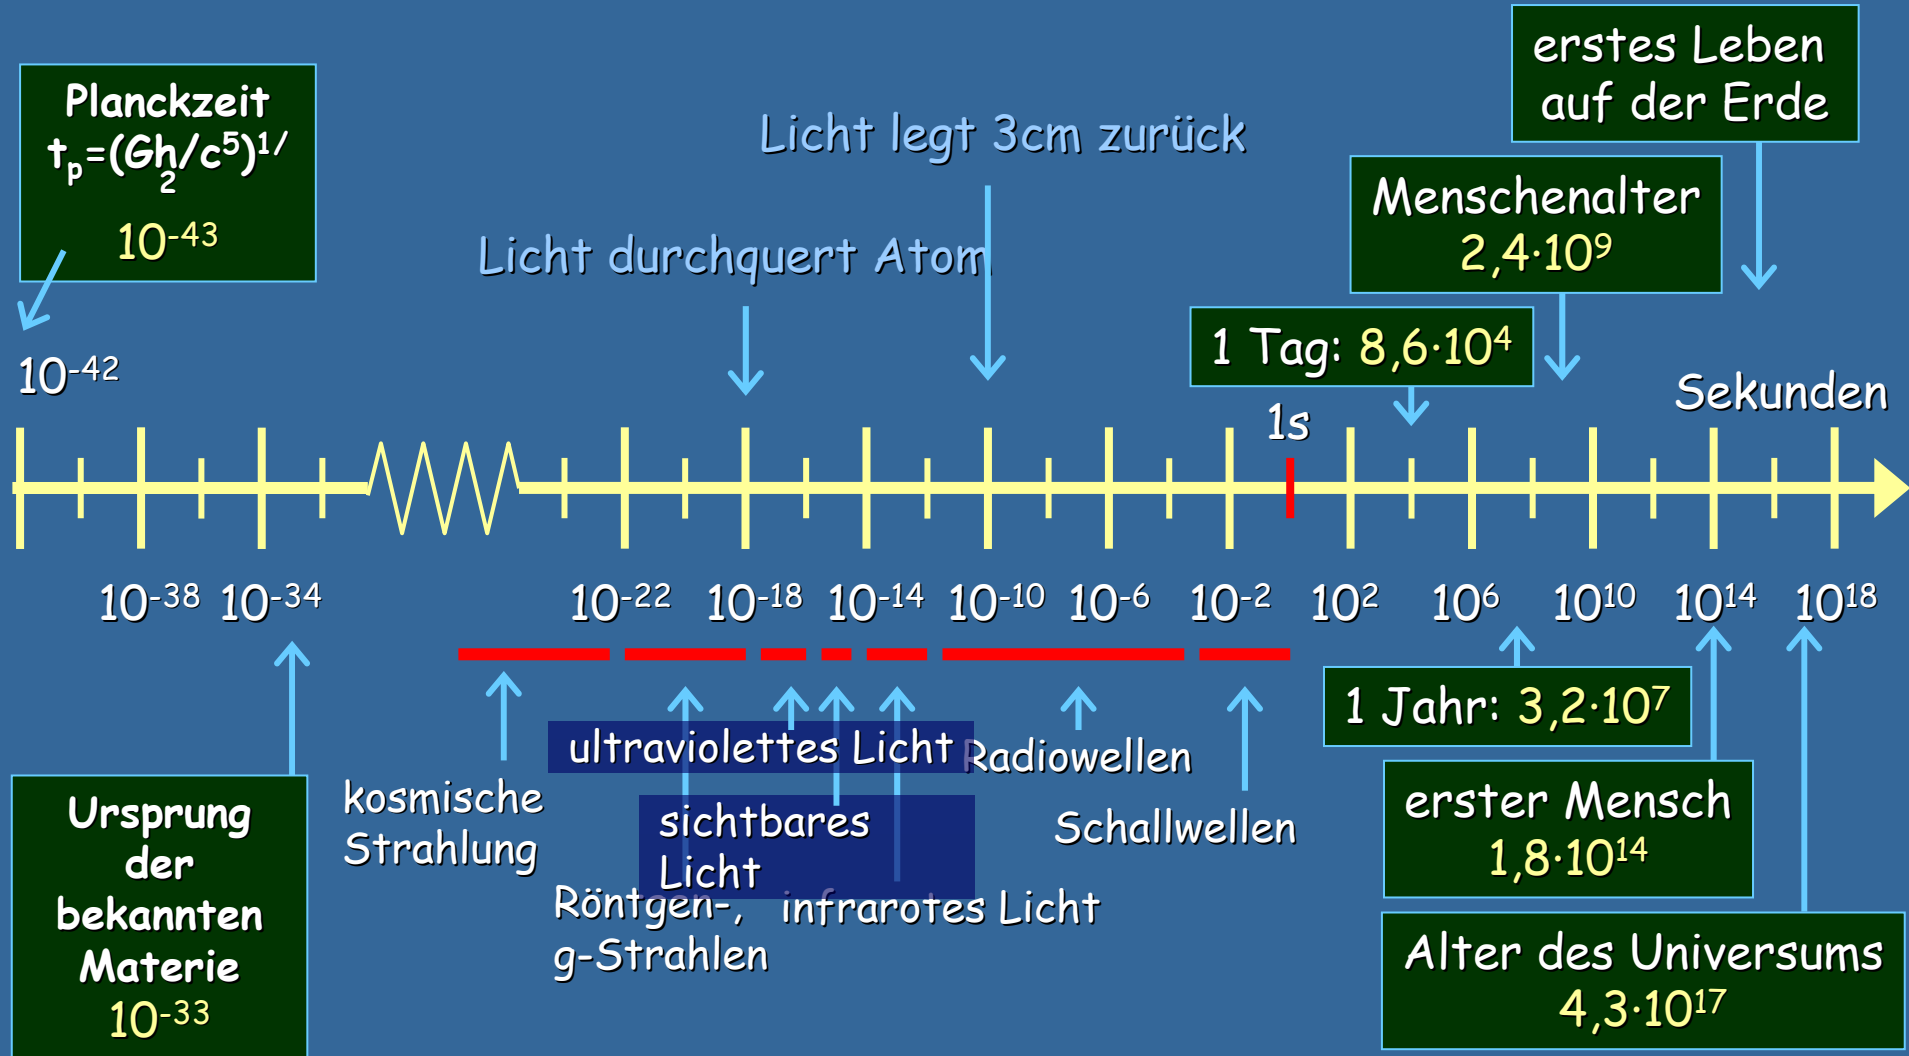 erstes Leben
auf der Erde
Planckzeit
tₚ=(Gh/c⁵)¹ᐟ
2
10⁻⁴³
Licht legt 3cm zurück
Menschenalter
2,4·10⁹
Licht durchquert Atom
1 Tag: 8,6·10⁴
10⁻⁴²
Sekunden
1s
10⁻³⁸ 10⁻³⁴ 10⁻²² 10⁻¹⁸ 10⁻¹⁴ 10⁻¹⁰ 10⁻⁶ 10⁻² 10² 10⁶ 10¹⁰ 10¹⁴ 10¹⁸
1 Jahr: 3,2·10⁷
ultraviolettes Licht
Radiowellen
kosmische
Strahlung
sichtbares
Licht
Schallwellen
erster Mensch
1,8·10¹⁴
Ursprung
der
bekannten
Materie
10⁻³³
Röntgen-,
g-Strahlen
infrarotes Licht
Alter des Universums
4,3·10¹⁷